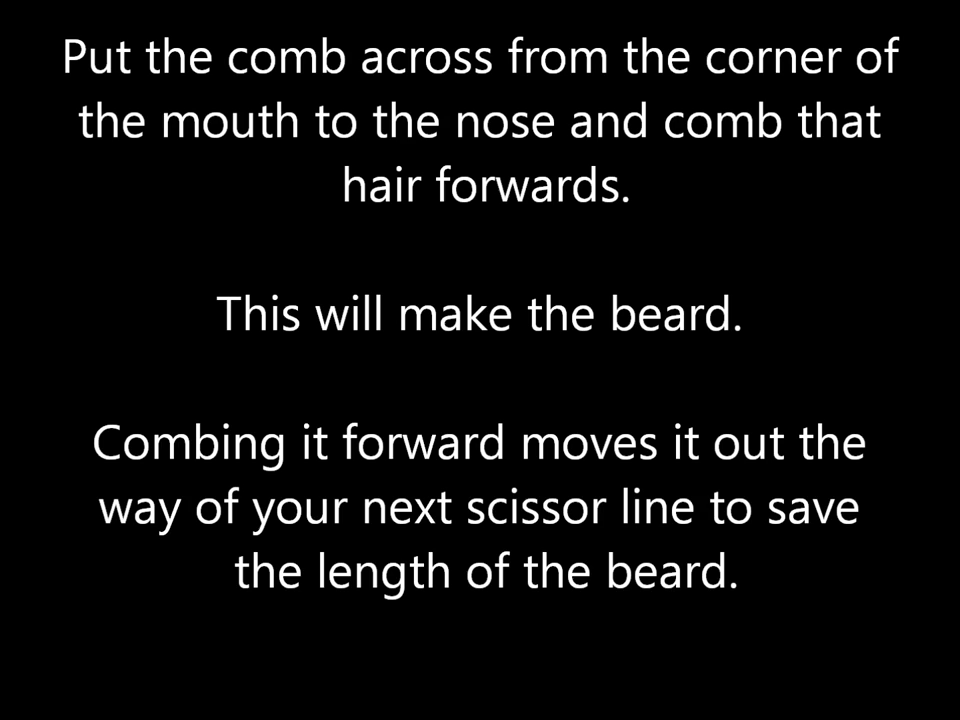 Put the comb across from the corner of
the mouth to the nose and comb that
hair forwards.
This will make the beard.
Combing it forward moves it out the
way of your next scissor line to save
the length of the beard.